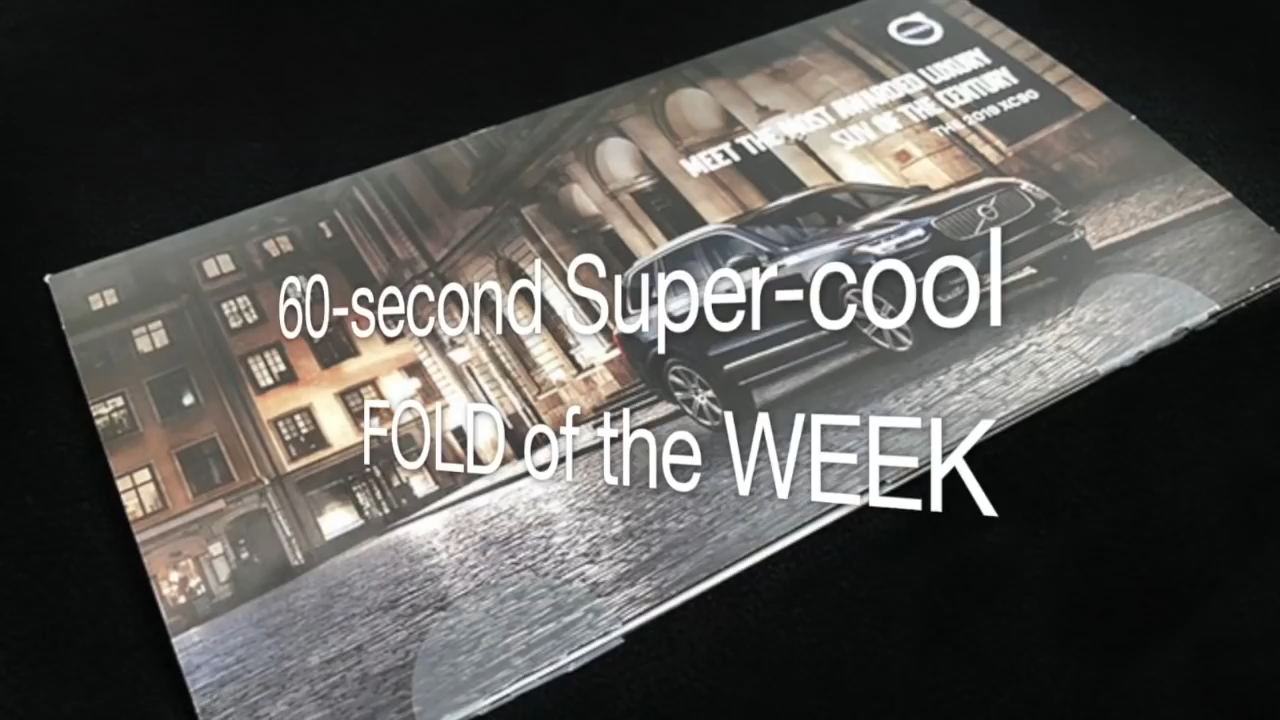 MEET THE MOST AWARDED LUXURY
SUV OF THE CENTURY
THE 2019 XC90
60-second Super-cool
FOLD of the WEEK